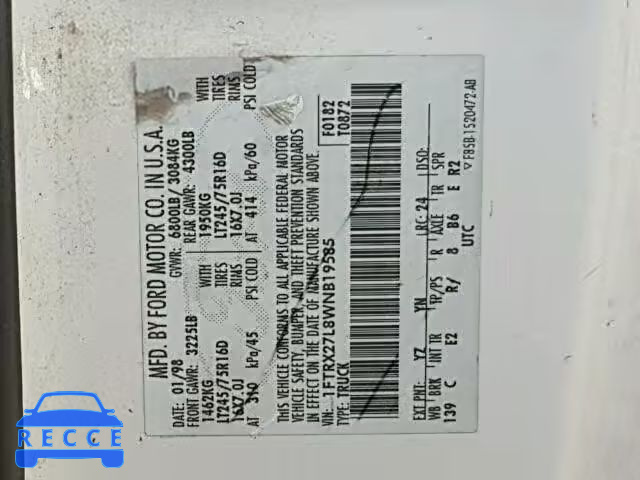 MFD. BY FORD MOTOR CO. IN U.S.A.
DATE: 01/98 GVWR: 6800LB/ 3084KG
FRONT GAWR: 3225LB REAR GAWR: 4300LB
1462KG WITH 1950KG WITH
LT245/75R16D TIRES LT245/75R16D TIRES
16X7.0J RIMS 16X7.0J RIMS
AT 310 kPa/45 PSI COLD AT 414 kPa/60 PSI COLD
THIS VEHICLE CONFORMS TO ALL APPLICABLE FEDERAL MOTOR
VEHICLE SAFETY, BUMPER, AND THEFT PREVENTION STANDARDS
IN EFFECT ON THE DATE OF MANUFACTURE SHOWN ABOVE.
VIN: 1FTRX27L8WNB19585 F0182
TYPE: TRUCK T0872
EXT. PNT: YZ YN RC: 24 DSO:
WB BRK INT TR TP/PS R AXLE TR SPR
139 C E2 R/ 8 B6 E R2
UTC
▽F85B-1520472-AB
RECCE